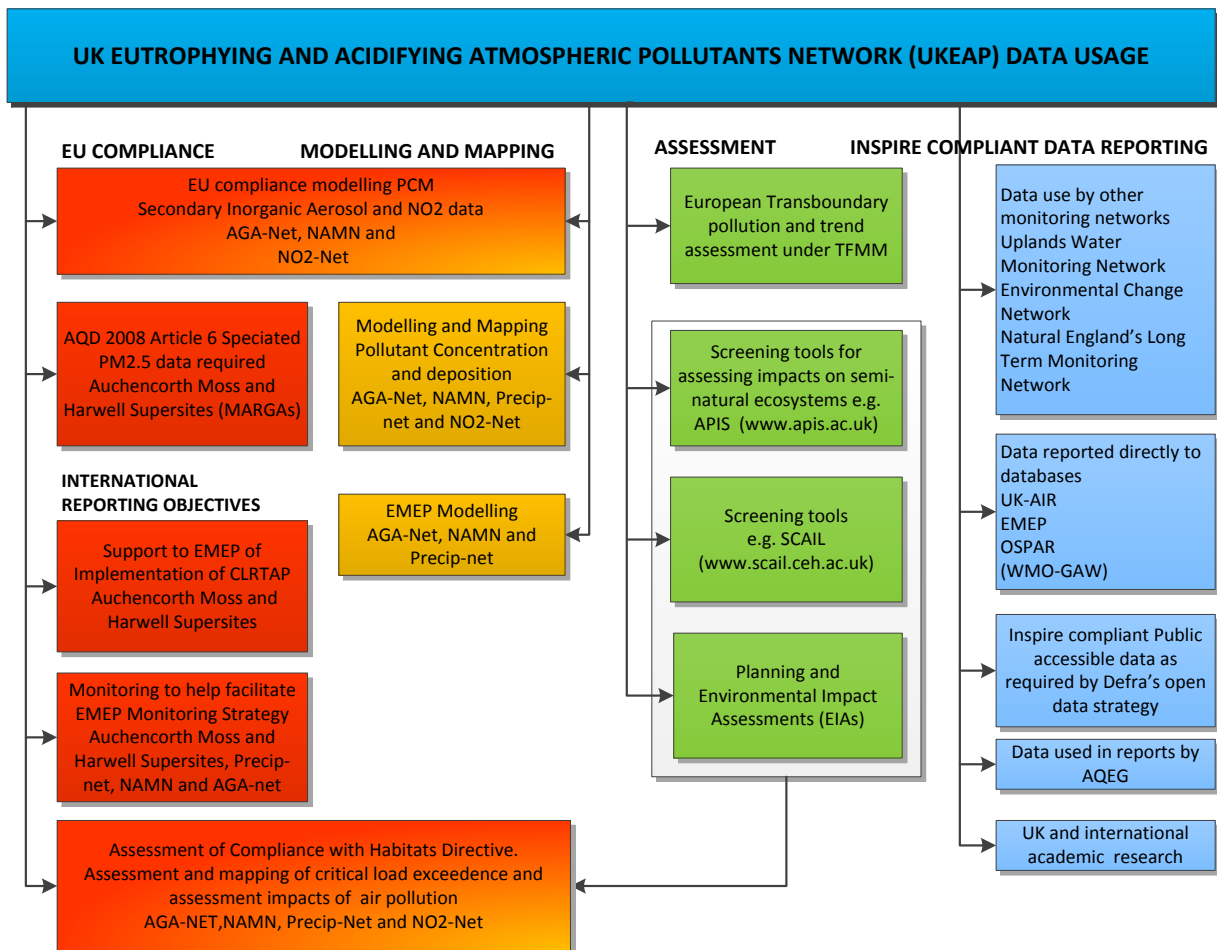 UK EUTROPHYING AND ACIDIFYING ATMOSPHERIC POLLUTANTS NETWORK (UKEAP) DATA USAGE
EU COMPLIANCE
MODELLING AND MAPPING
EU compliance modelling PCM
Secondary Inorganic Aerosol and NO2 data
AGA-Net, NAMN and
NO2-Net
AQD 2008 Article 6 Speciated
PM2.5 data required
Auchencorth Moss and
Harwell Supersites (MARGAs)
Modelling and Mapping
Pollutant Concentration
and deposition
AGA-Net, NAMN, Precip-
net and NO2-Net
INTERNATIONAL
REPORTING OBJECTIVES
EMEP Modelling
AGA-Net, NAMN and
Precip-net
Support to EMEP of
Implementation of CLRTAP
Auchencorth Moss and
Harwell Supersites
Monitoring to help facilitate
EMEP Monitoring Strategy
Auchencorth Moss and
Harwell Supersites, Precip-
net, NAMN and AGA-net
Assessment of Compliance with Habitats Directive.
Assessment and mapping of critical load exceedence and
assessment impacts of air pollution
AGA-NET,NAMN, Precip-Net and NO2-Net
ASSESSMENT
European Transboundary
pollution and trend
assessment under TFMM
Screening tools for
assessing impacts on semi-
natural ecosystems e.g.
APIS (www.apis.ac.uk)
Screening tools
e.g. SCAIL
(www.scail.ceh.ac.uk)
Planning and
Environmental Impact
Assessments (EIAs)
INSPIRE COMPLIANT DATA REPORTING
Data use by other
monitoring networks
Uplands Water
Monitoring Network
Environmental Change
Network
Natural England's Long
Term Monitoring
Network
Data reported directly to
databases
UK-AIR
EMEP
OSPAR
(WMO-GAW)
Inspire compliant Public
accessible data as
required by Defra's open
data strategy
Data used in reports by
AQEG
UK and international
academic research